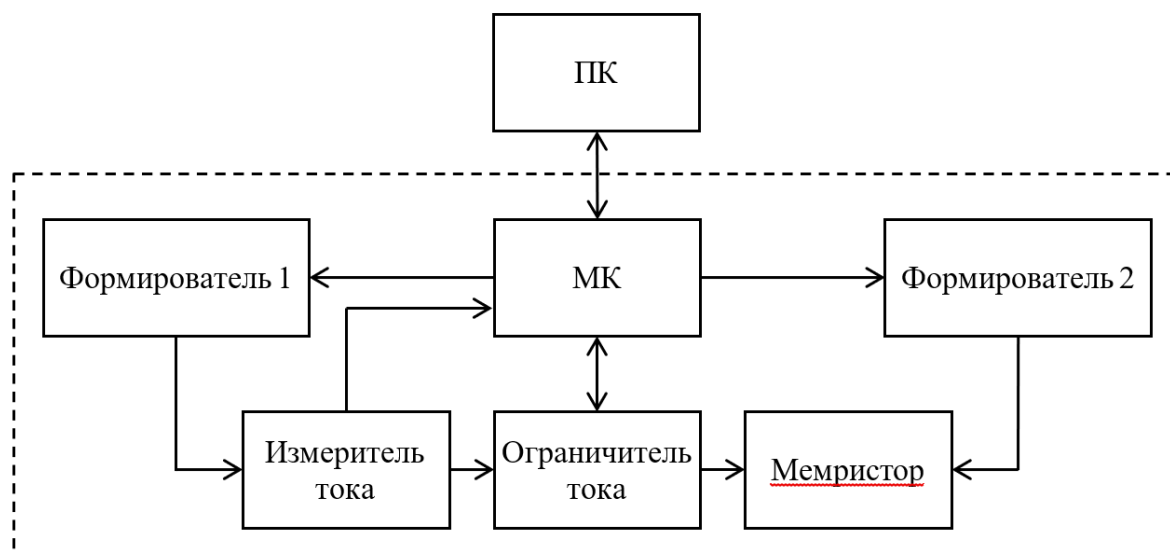 ПК
Формирователь 1
МК
Формирователь 2
Измеритель
тока
Ограничитель
тока
Мемристор